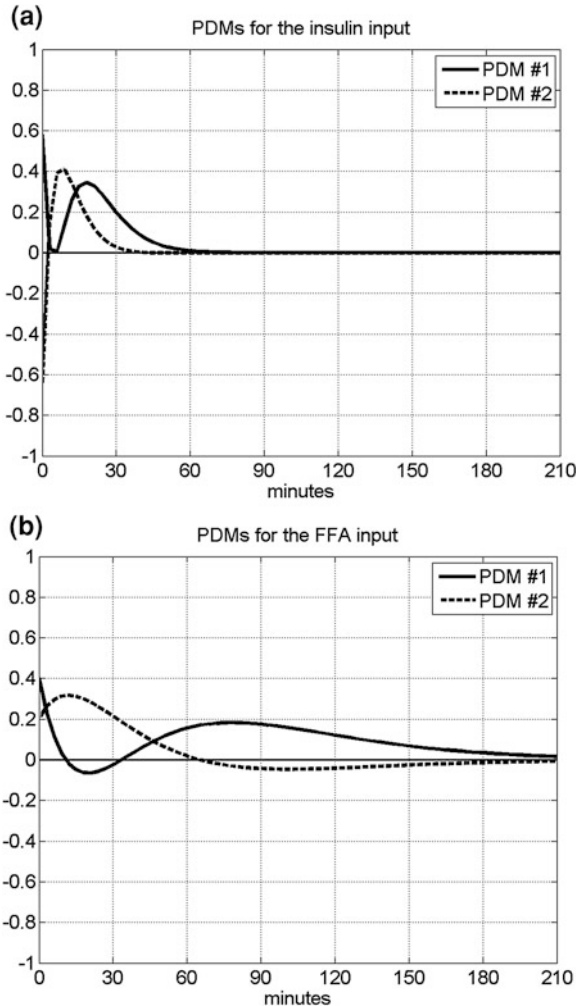 (a)
PDMs for the insulin input
PDM #1
PDM #2
1
0.8
0.6
0.4
0.2
0
-0.2
-0.4
-0.6
-0.8
-1
0 30 60 90 120 150 180 210
minutes
(b)
PDMs for the FFA input
PDM #1
PDM #2
1
0.8
0.6
0.4
0.2
0
-0.2
-0.4
-0.6
-0.8
-1
0 30 60 90 120 150 180 210
minutes